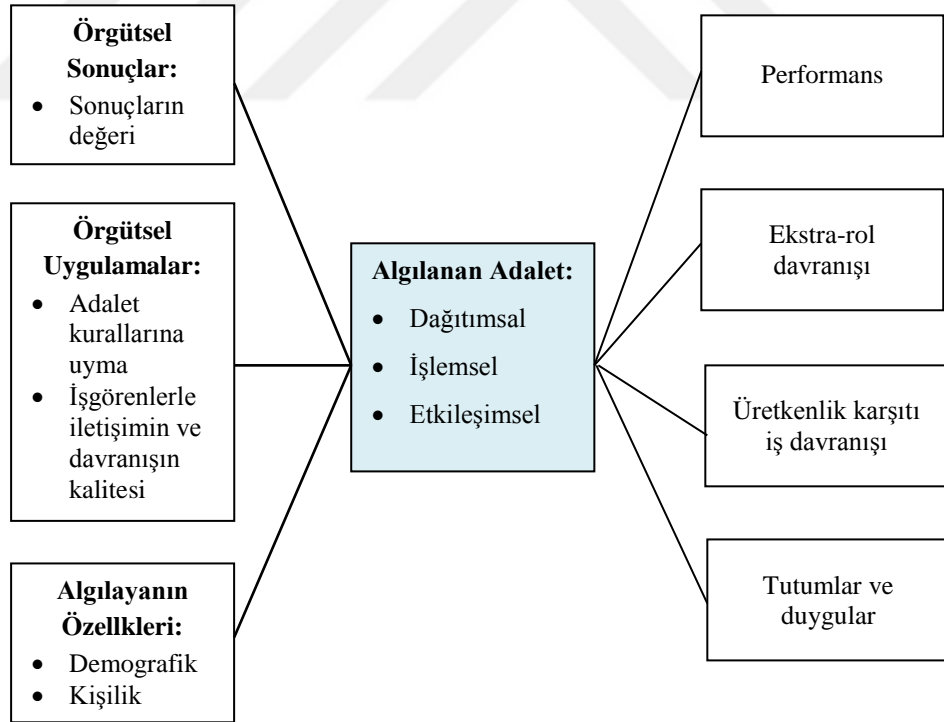 Örgütsel
Sonuçlar:
• Sonuçların
değeri
Örgütsel
Uygulamalar:
• Adalet
kurallarına
uyma
• İşgörenlerle
iletişimin ve
davranışın
kalitesi
Algılayanın
Özellkleri:
• Demografik
• Kişilik
Algılanan Adalet:
• Dağıtımsal
• İşlemsel
• Etkileşimsel
Performans
Ekstra-rol
davranışı
Üretkenlik karşıtı
iş davranışı
Tutumlar ve
duygular